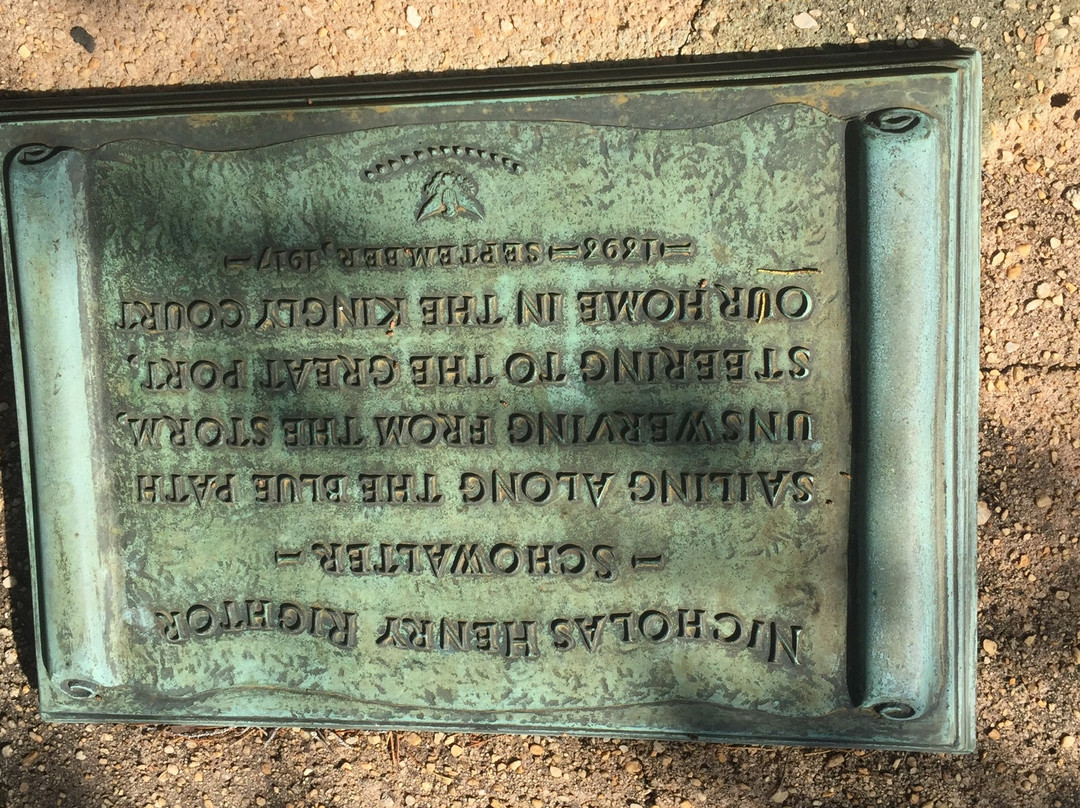 NICHOLAS HENRY RIGHTOR
– SCHOWALTER –
SAILING ALONG THE BLUE PATH
UNSWERVING FROM THE STORM,
STEERING TO THE GREAT PORT,
OUR HOME IN THE KINGLY COURT
=1893=SEPTEMBER, 1917=